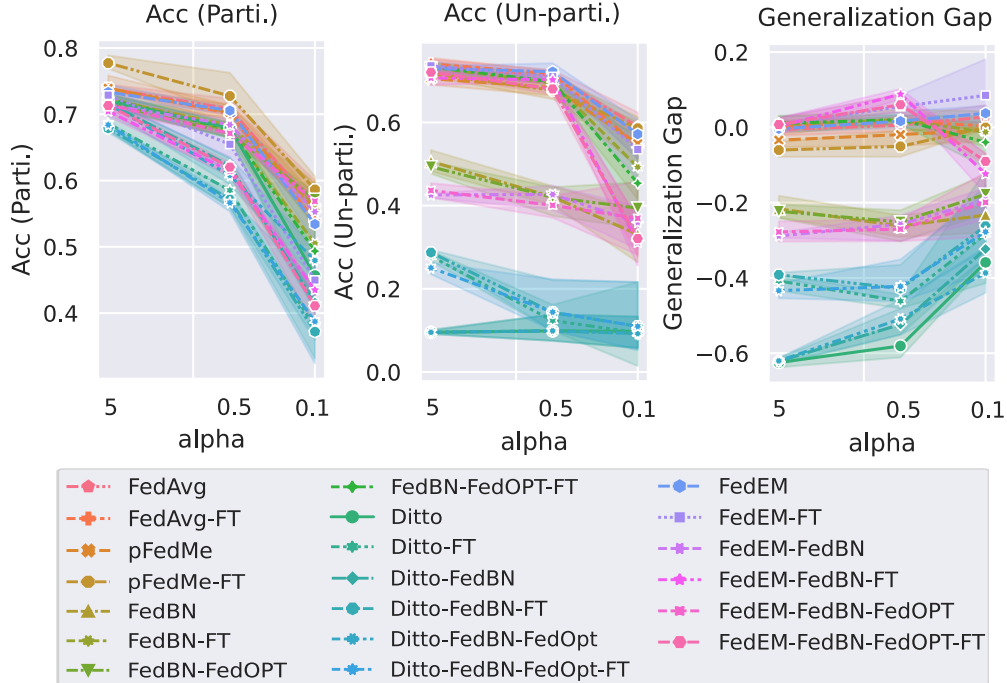 Acc (Parti.)
Acc (Un-parti.)
Generalization Gap
Acc (Parti.)
0.8
0.7
0.6
0.5
0.4
5
0.5
0.1
alpha
Acc (Un-parti.)
0.6
0.4
0.2
0.0
5
0.5
0.1
alpha
Generalization Gap
0.2
0.0
−0.2
−0.4
−0.6
5
0.5
0.1
alpha
FedAvg
FedAvg-FT
pFedMe
pFedMe-FT
FedBN
FedBN-FT
FedBN-FedOPT
FedBN-FedOPT-FT
Ditto
Ditto-FT
Ditto-FedBN
Ditto-FedBN-FT
Ditto-FedBN-FedOpt
Ditto-FedBN-FedOpt-FT
FedEM
FedEM-FT
FedEM-FedBN
FedEM-FedBN-FT
FedEM-FedBN-FedOPT
FedEM-FedBN-FedOPT-FT